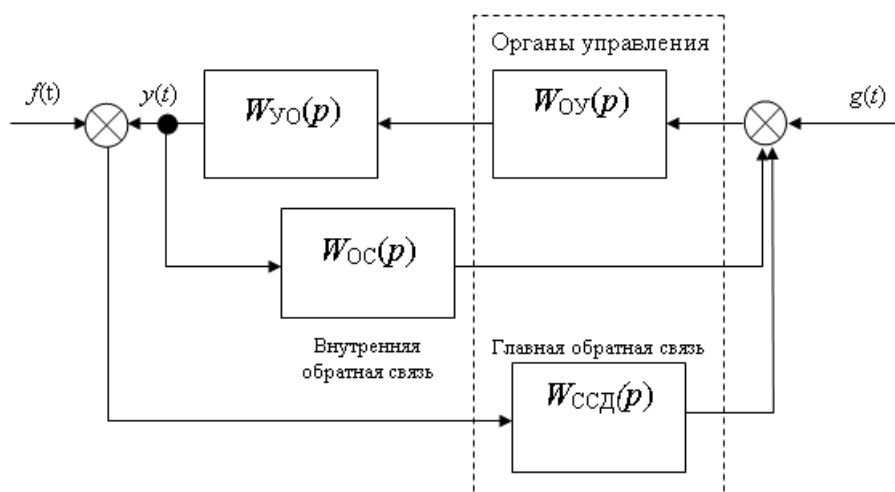 Органы управления
f(t)
y(t)
WУО(p)
WОУ(p)
g(t)
WОС(p)
Внутренняя
обратная связь
Главная обратная связь
WССД(p)